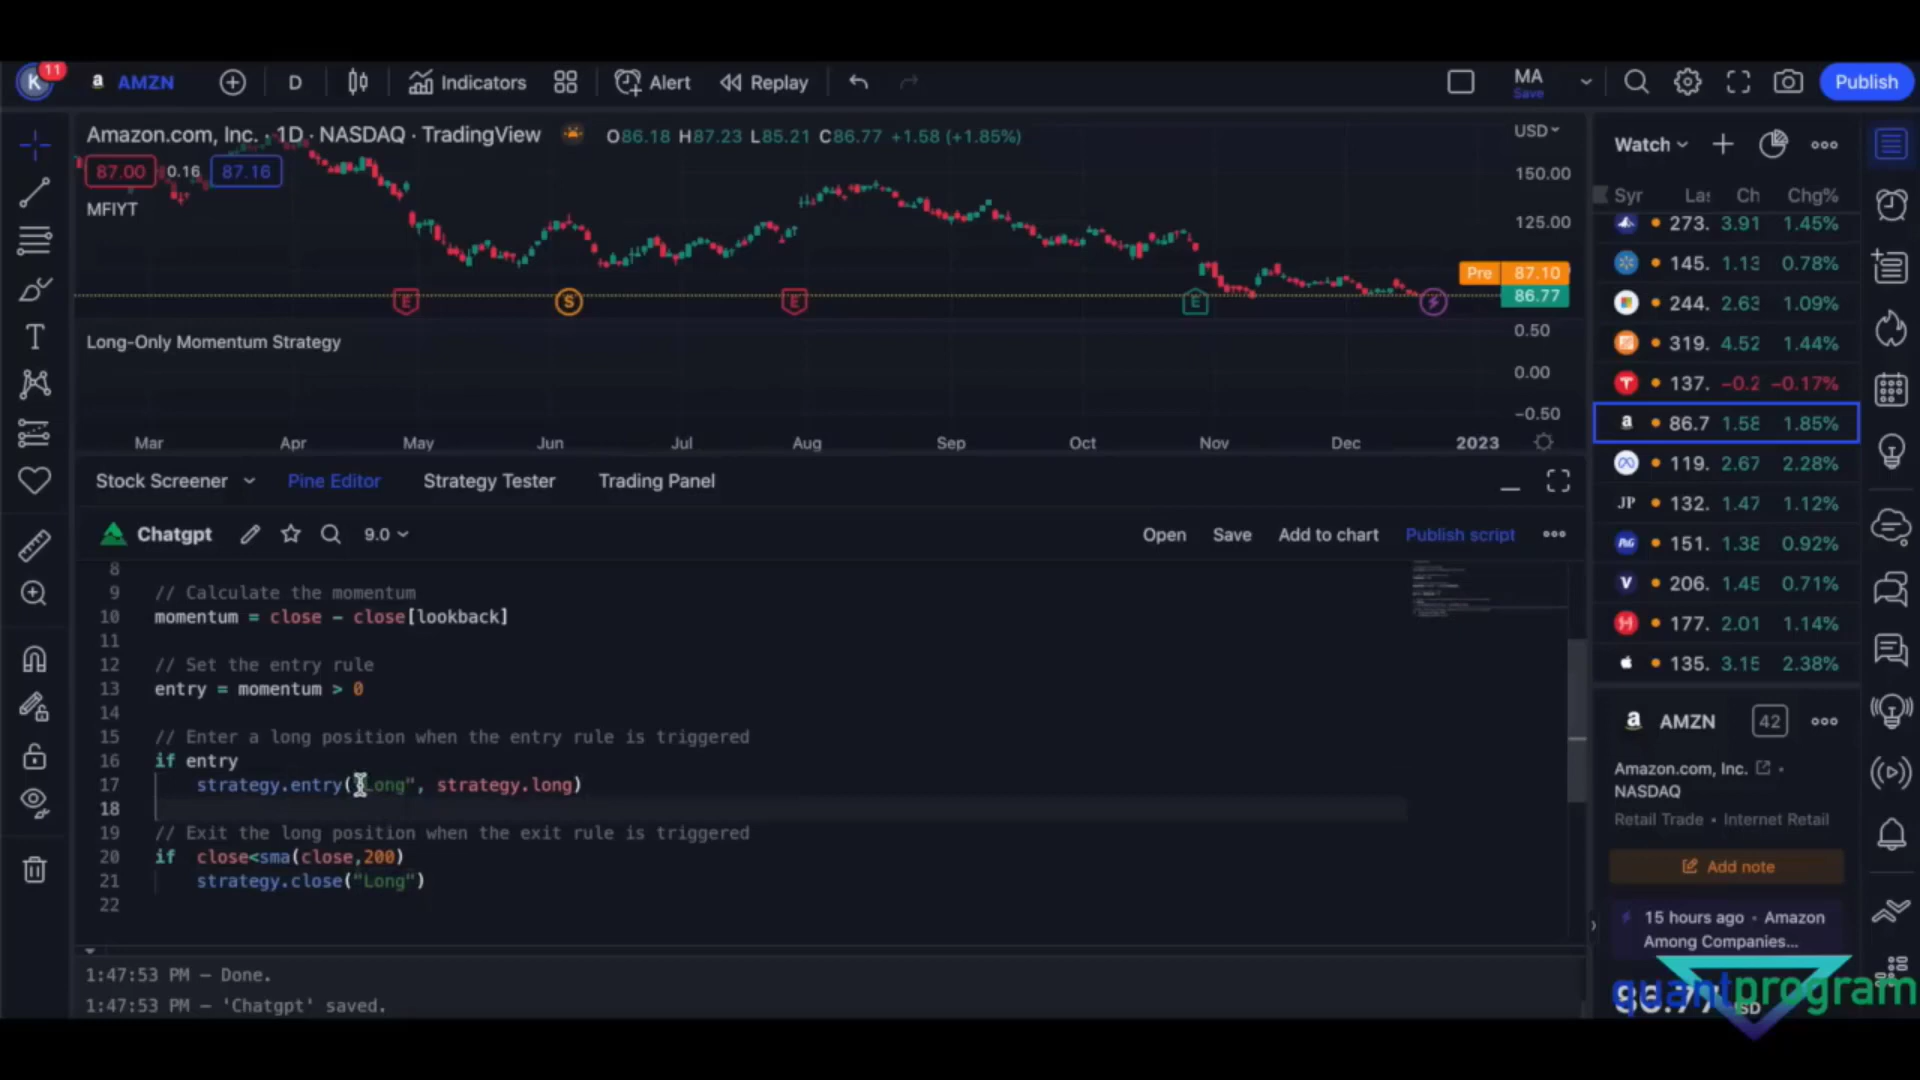 K 11 AMZN D Indicators Alert Replay MA Save Publish
Amazon.com, Inc. · 1D · NASDAQ · TradingView O86.18 H87.23 L85.21 C86.77 +1.58 (+1.85%) USD
87.00 0.16 87.16
MFIYT
150.00
125.00
Pre 87.10
86.77
E S E E
Long-Only Momentum Strategy
0.50
0.00
−0.50
Mar Apr May Jun Jul Aug Sep Oct Nov Dec 2023
Stock Screener Pine Editor Strategy Tester Trading Panel
Chatgpt 9.0 Open Save Add to chart Publish script
8
9 // Calculate the momentum
10 momentum = close - close[lookback]
11
12 // Set the entry rule
13 entry = momentum > 0
14
15 // Enter a long position when the entry rule is triggered
16 if entry
17 strategy.entry("Long", strategy.long)
18
19 // Exit the long position when the exit rule is triggered
20 if close<sma(close,200)
21 strategy.close("Long")
22
1:47:53 PM – Done.
1:47:53 PM – 'Chatgpt' saved.
Watch
Syr Las Ch Chg%
273. 3.91 1.45%
145. 1.13 0.78%
244. 2.63 1.09%
319. 4.52 1.44%
137. −0.2 −0.17%
86.7 1.58 1.85%
119. 2.67 2.28%
JP 132. 1.47 1.12%
P&G 151. 1.38 0.92%
V 206. 1.45 0.71%
177. 2.01 1.14%
135. 3.15 2.38%
AMZN 42
Amazon.com, Inc. ·
NASDAQ
Retail Trade · Internet Retail
Add note
15 hours ago · Amazon
Among Companies...
86.77 USD
quantprogram